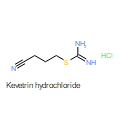 NH₂
N
S
NH
HCl
Kevetrin hydrochloride